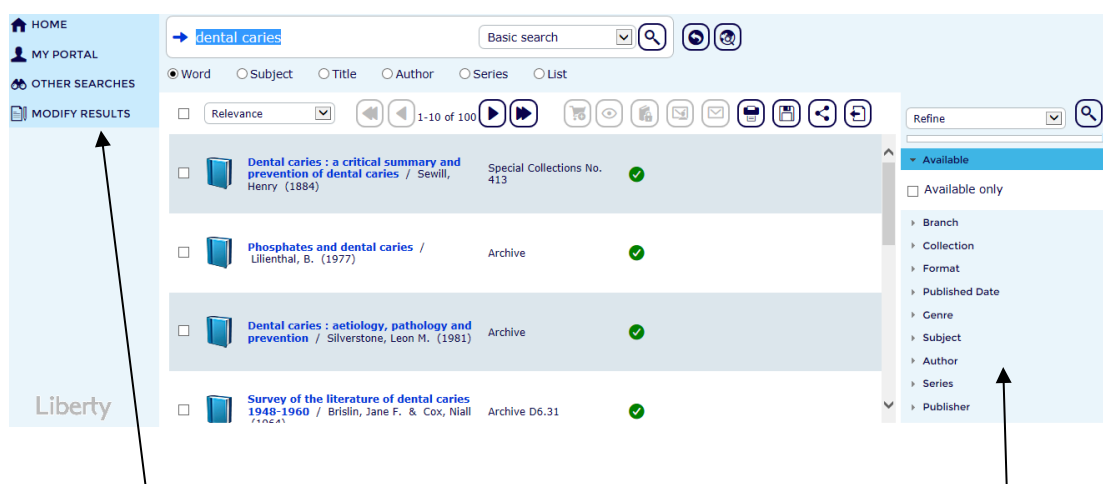 HOME
MY PORTAL
OTHER SEARCHES
MODIFY RESULTS
Liberty
dental caries
Basic search
Word Subject Title Author Series List
Relevance
1-10 of 100
Dental caries : a critical summary and
prevention of dental caries / Sewill,
Henry (1884)
Special Collections No.
413
Phosphates and dental caries /
Lilienthal, B. (1977)
Archive
Dental caries : aetiology, pathology and
prevention / Silverstone, Leon M. (1981)
Archive
Survey of the literature of dental caries
1948-1960 / Brislin, Jane F. & Cox, Niall
(1964)
Archive D6.31
Refine
Available
Available only
Branch
Collection
Format
Published Date
Genre
Subject
Author
Series
Publisher